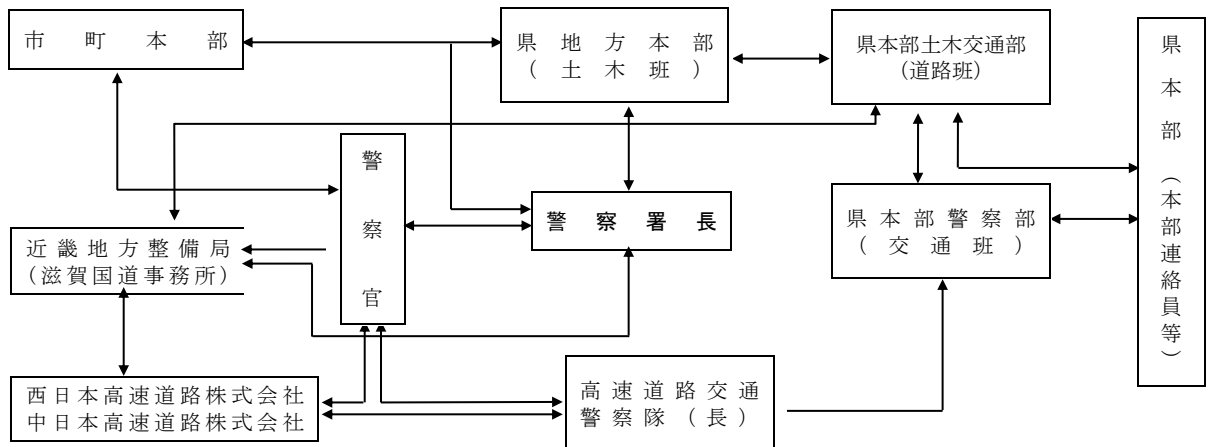 市町本部
県地方本部
(土木班)
県本部土木交通部
(道路班)
県本部(本部連絡員等)
警察官
警察署長
県本部警察部
(交通班)
近畿地方整備局
(滋賀国道事務所)
西日本高速道路株式会社
中日本高速道路株式会社
高速道路交通
警察隊(長)